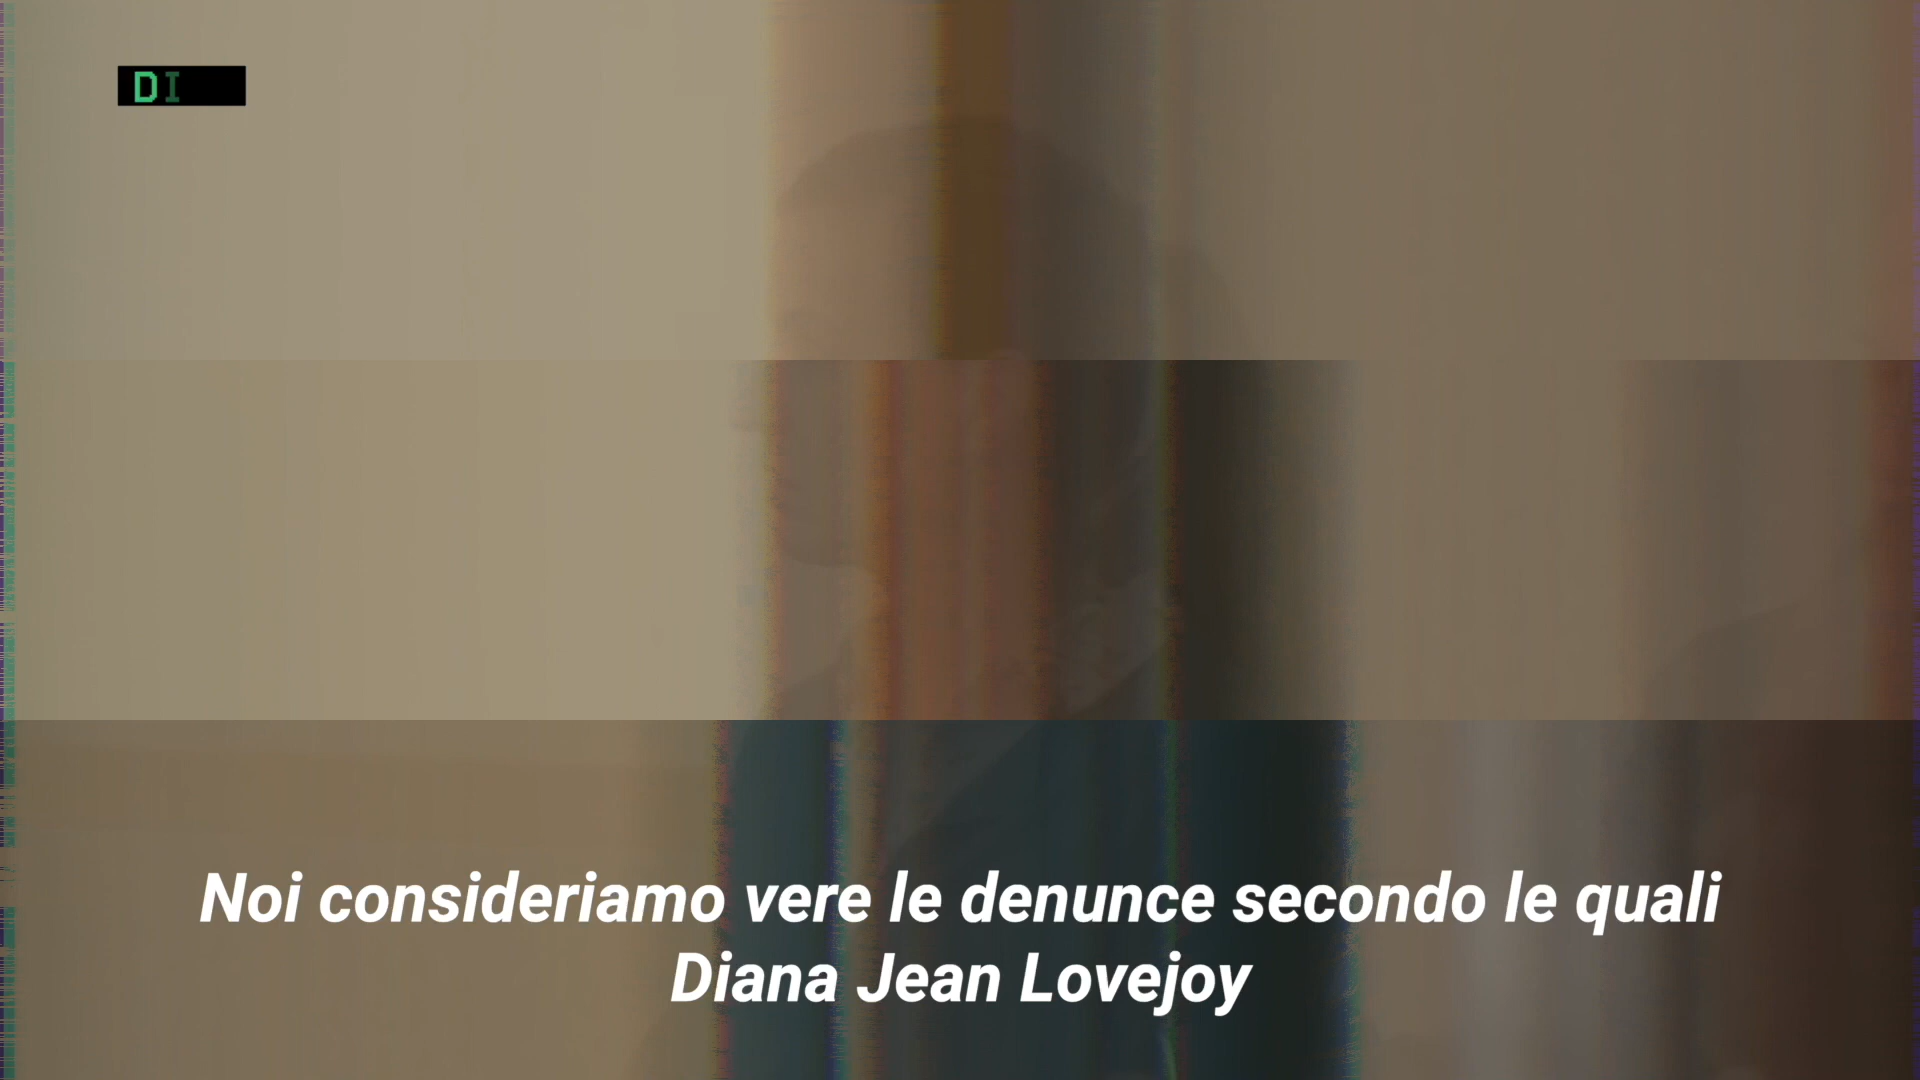 DI
Noi consideriamo vere le denunce secondo le quali
Diana Jean Lovejoy